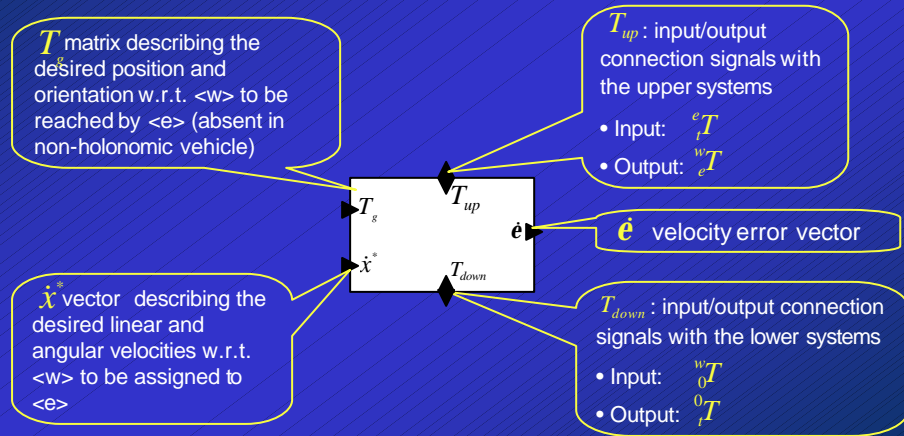 T_g matrix describing the
desired position and
orientation w.r.t. <w> to be
reached by <e> (absent in
non-holonomic vehicle)
T_up : input/output
connection signals with
the upper systems
• Input: ^e_t T
• Output: ^w_e T
T_g
T_up
ė
ẋ*
T_down
ė velocity error vector
ẋ* vector describing the
desired linear and
angular velocities w.r.t.
<w> to be assigned to
<e>
T_down : input/output connection
signals with the lower systems
• Input: ^w_0 T
• Output: ^0_t T